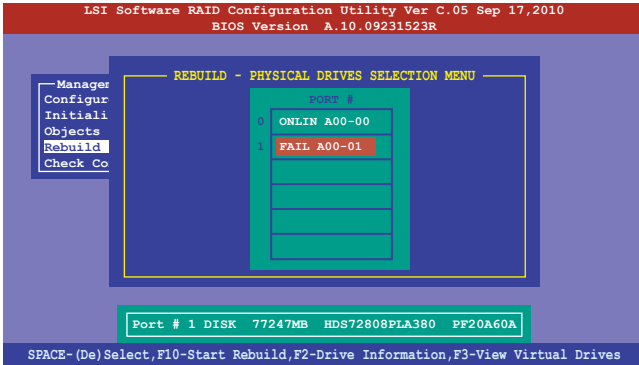 LSI Software RAID Configuration Utility Ver C.05 Sep 17,2010
BIOS Version A.10.09231523R
Managem
Configur
Initiali
Objects
Rebuild
Check Co
REBUILD - PHYSICAL DRIVES SELECTION MENU
PORT #
0 ONLIN A00-00
1 FAIL A00-01
Port # 1 DISK 77247MB HDS72808PLA380 PF20A60A
SPACE-(De)Select,F10-Start Rebuild,F2-Drive Information,F3-View Virtual Drives